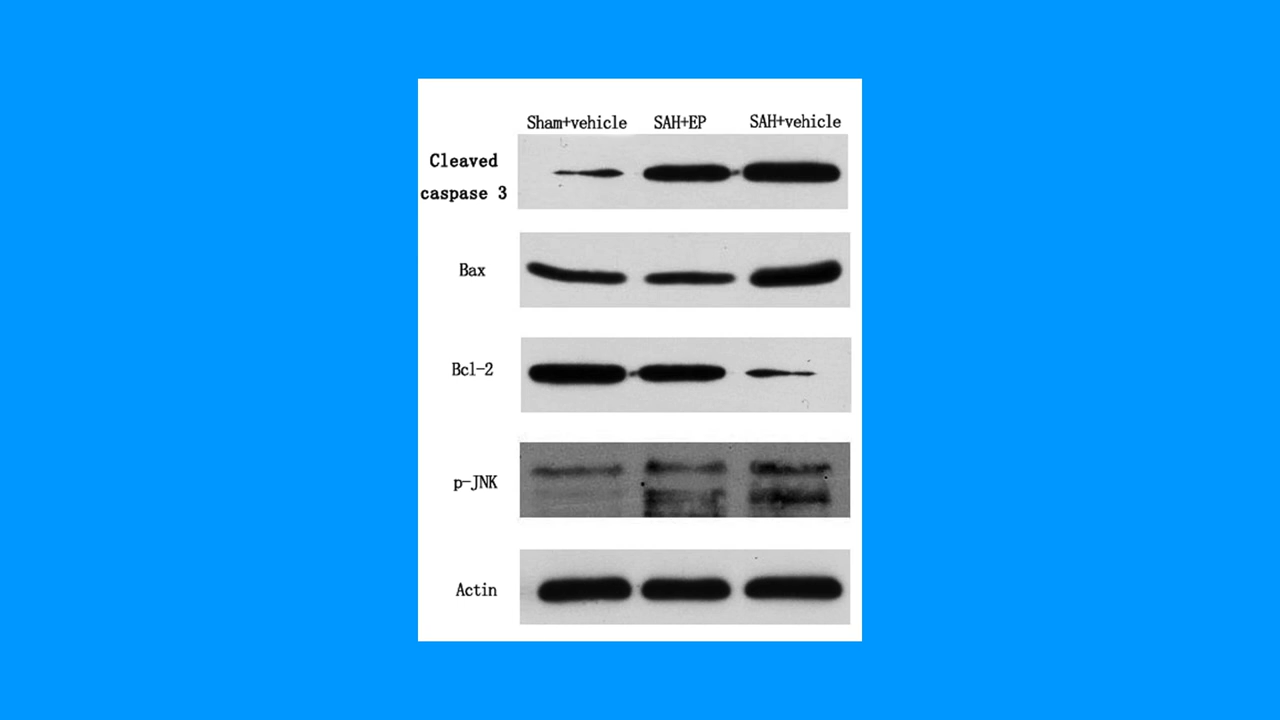 Sham+vehicle SAH+EP SAH+vehicle
Cleaved
caspase 3
Bax
Bcl-2
p-JNK
Actin